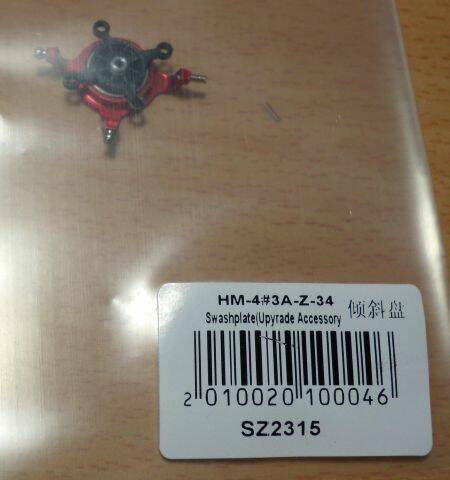 HM-4#3A-Z-34
Swashplate(Upyrade Accessory 倾斜盘
2 010020 100046
SZ2315